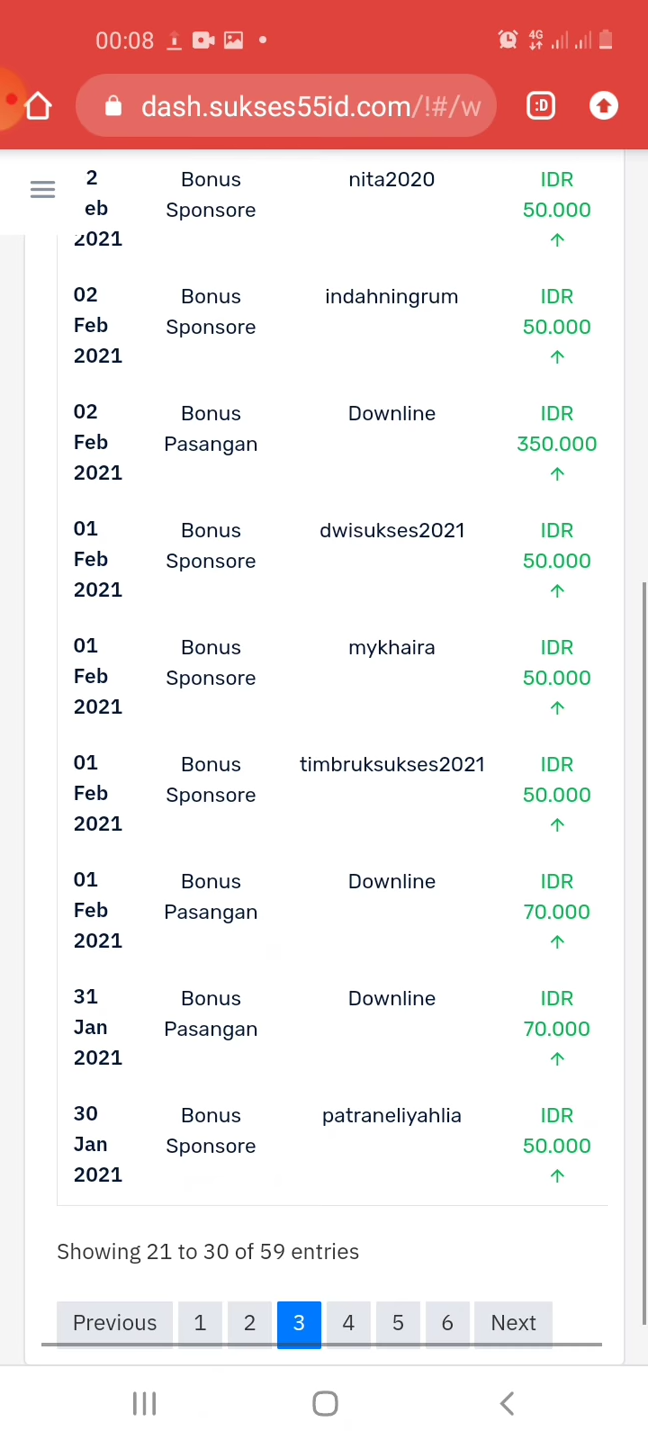 00:08
4G
dash.sukses55id.com/!#/w
:D
2 Bonus nita2020 IDR
eb Sponsore 50.000
2021 ↑
02 Bonus indahningrum IDR
Feb Sponsore 50.000
2021 ↑
02 Bonus Downline IDR
Feb Pasangan 350.000
2021 ↑
01 Bonus dwisukses2021 IDR
Feb Sponsore 50.000
2021 ↑
01 Bonus mykhaira IDR
Feb Sponsore 50.000
2021 ↑
01 Bonus timbruksukses2021 IDR
Feb Sponsore 50.000
2021 ↑
01 Bonus Downline IDR
Feb Pasangan 70.000
2021 ↑
31 Bonus Downline IDR
Jan Pasangan 70.000
2021 ↑
30 Bonus patraneliyahlia IDR
Jan Sponsore 50.000
2021 ↑
Showing 21 to 30 of 59 entries
Previous 1 2 3 4 5 6 Next